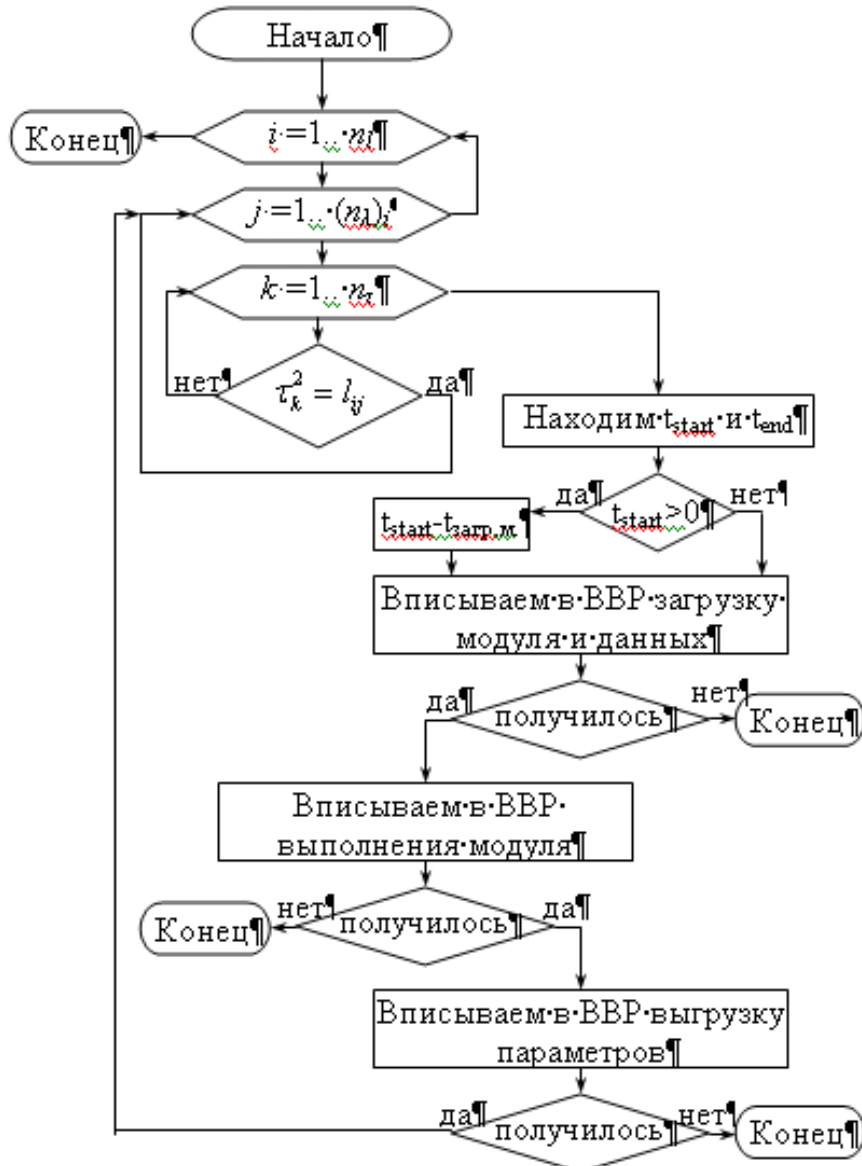 Начало¶
Конец¶
i·=1..·nl¶
j·=1..·(nλ)i¶
k·=1..·nτ¶
нет¶
τ²k = lij
да¶
Находим·tstart·и·tend¶
да¶
tstart>0¶
нет¶
tstart-tзагр.м.¶
Вписываем·в·ВВР·загрузку·
модуля·и·данных¶
да¶
получилось¶
нет¶
Конец¶
Вписываем·в·ВВР·
выполнения·модуля¶
Конец¶
нет¶
получилось¶
да¶
Вписываем·в·ВВР·выгрузку
параметров¶
да¶
получилось¶
нет¶
Конец¶